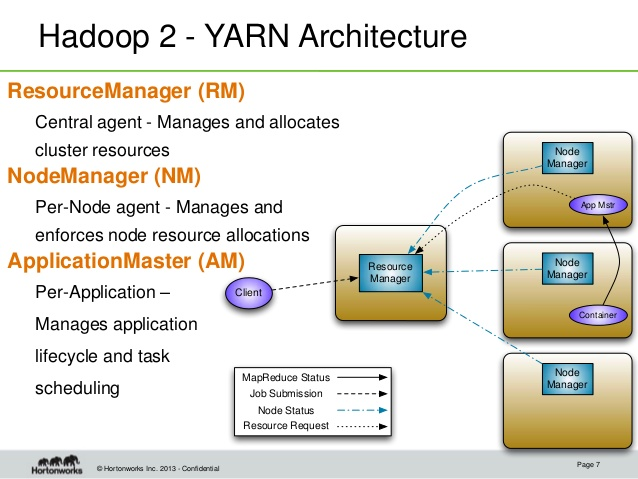 Hadoop 2 - YARN Architecture
ResourceManager (RM)
Central agent - Manages and allocates
cluster resources
NodeManager (NM)
Per-Node agent - Manages and
enforces node resource allocations
ApplicationMaster (AM)
Per-Application –
Manages application
lifecycle and task
scheduling
Client
Resource
Manager
Node
Manager
App Mstr
Node
Manager
Container
Node
Manager
MapReduce Status
Job Submission
Node Status
Resource Request
Hortonworks
© Hortonworks Inc. 2013 - Confidential
Page 7